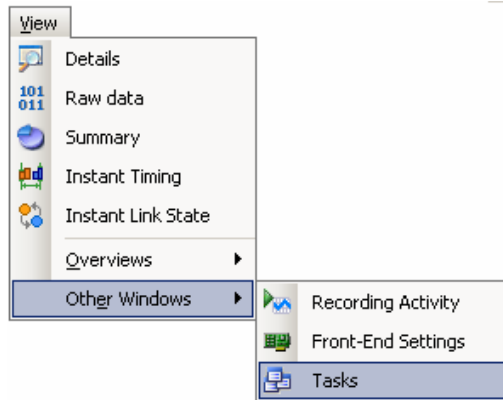 View
Details
101
011
Raw data
Summary
Instant Timing
Instant Link State
Overviews
Other Windows
Recording Activity
Front-End Settings
Tasks